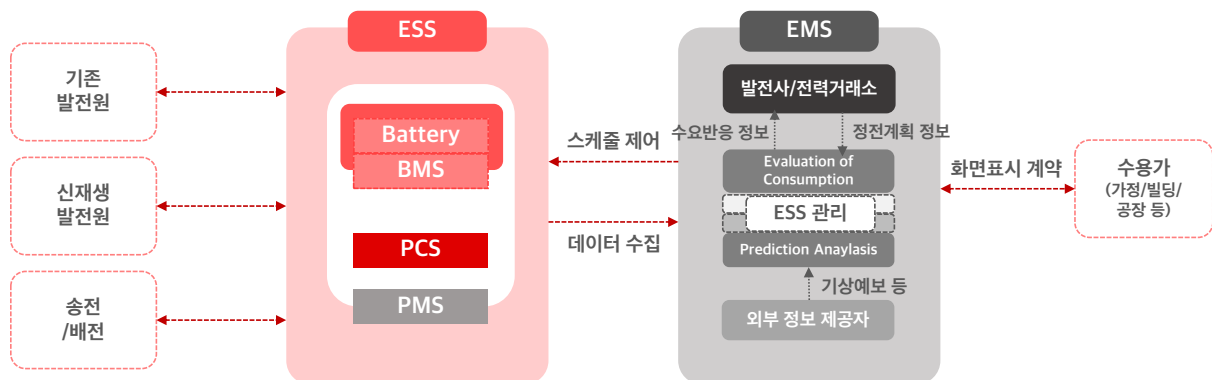 ESS
기존
발전원
신재생
발전원
송전
/배전
Battery
BMS
PCS
PMS
스케줄 제어
데이터 수집
EMS
발전사/전력거래소
수요반응 정보
정전계획 정보
Evaluation of
Consumption
ESS 관리
Prediction Anaylasis
기상예보 등
외부 정보 제공자
화면표시 계약
수용가
(가정/빌딩/
공장 등)